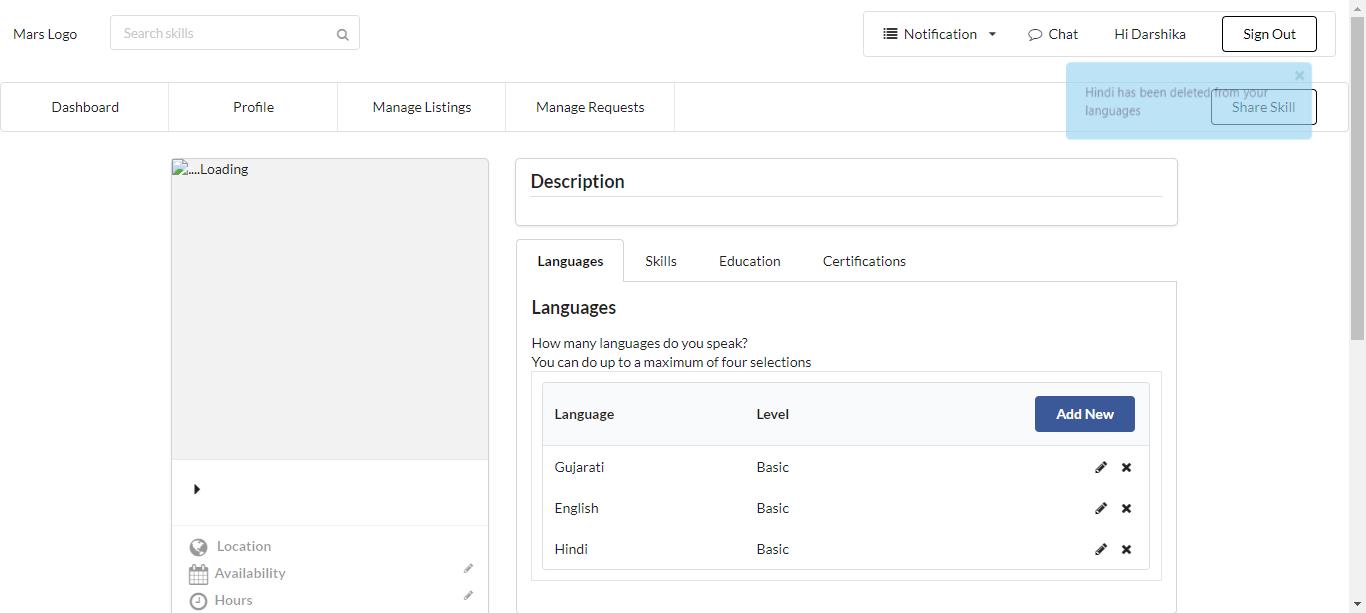 Mars Logo
Search skills
Notification
Chat
Hi Darshika
Sign Out
Dashboard
Profile
Manage Listings
Manage Requests
Hindi has been deleted from your
languages
Share Skill
....Loading
Description
Languages
Skills
Education
Certifications
Languages
How many languages do you speak?
You can do up to a maximum of four selections
Language
Level
Add New
Gujarati
Basic
English
Basic
Hindi
Basic
Location
Availability
Hours